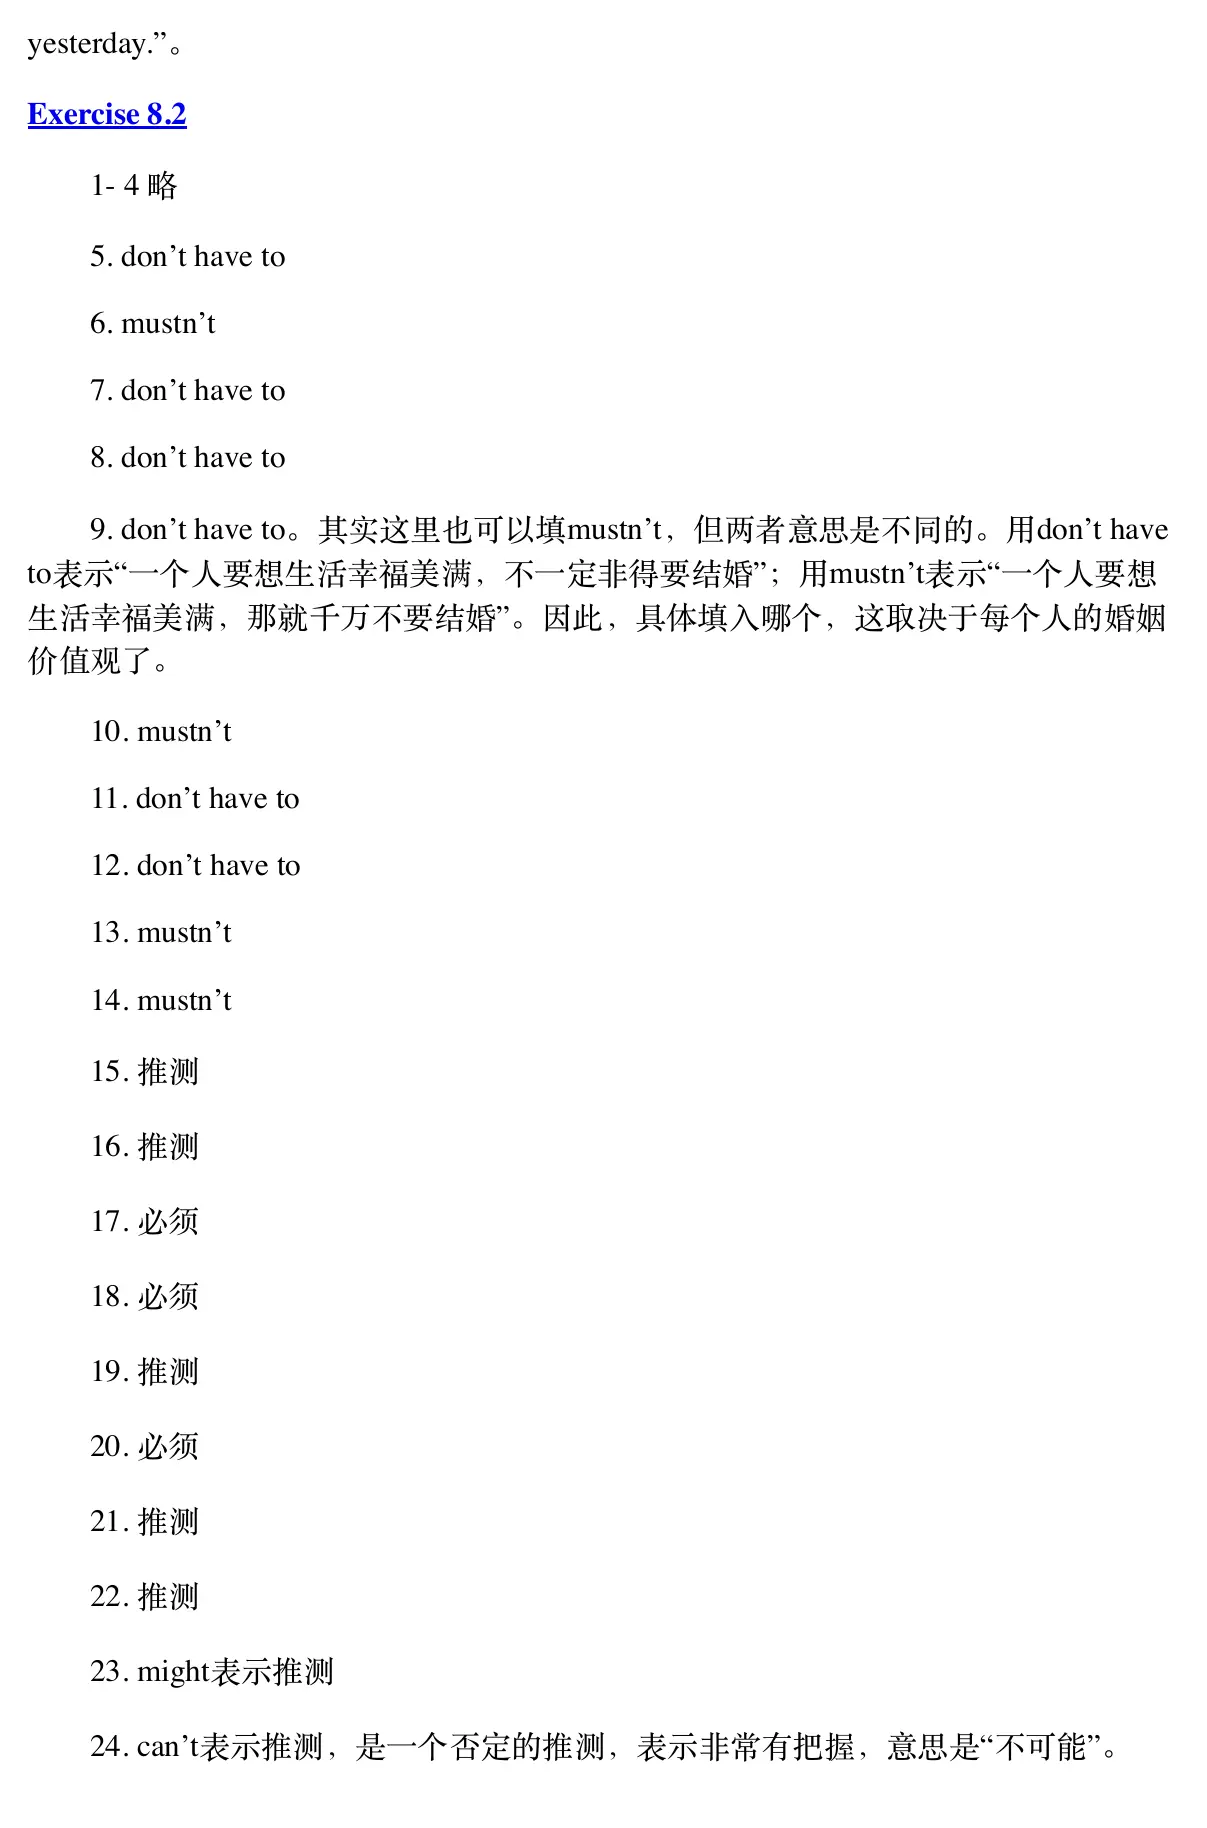 yesterday.”。
Exercise 8.2
1- 4 略
5. don’t have to
6. mustn’t
7. don’t have to
8. don’t have to
9. don’t have to。其实这里也可以填mustn’t，但两者意思是不同的。用don’t have
to表示“一个人要想生活幸福美满，不一定非得要结婚”；用mustn’t表示“一个人要想
生活幸福美满，那就千万不要结婚”。因此，具体填入哪个，这取决于每个人的婚姻
价值观了。
10. mustn’t
11. don’t have to
12. don’t have to
13. mustn’t
14. mustn’t
15. 推测
16. 推测
17. 必须
18. 必须
19. 推测
20. 必须
21. 推测
22. 推测
23. might表示推测
24. can’t表示推测，是一个否定的推测，表示非常有把握，意思是“不可能”。